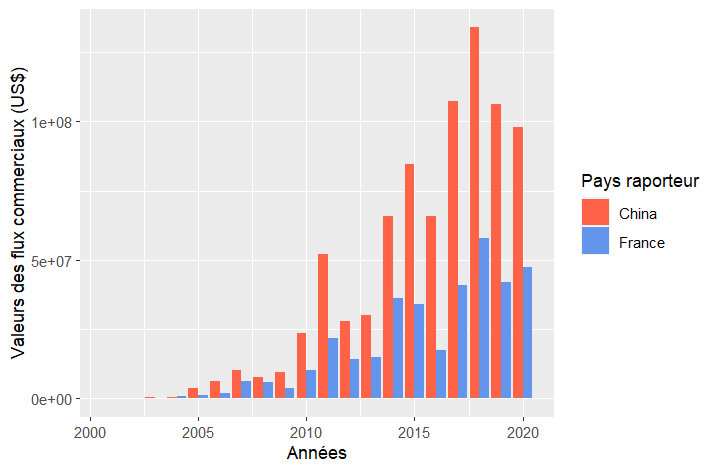 Valeurs des flux commerciaux (US$)
1e+08
5e+07
0e+00
2000
2005
2010
2015
2020
Années
Pays raporteur
China
France